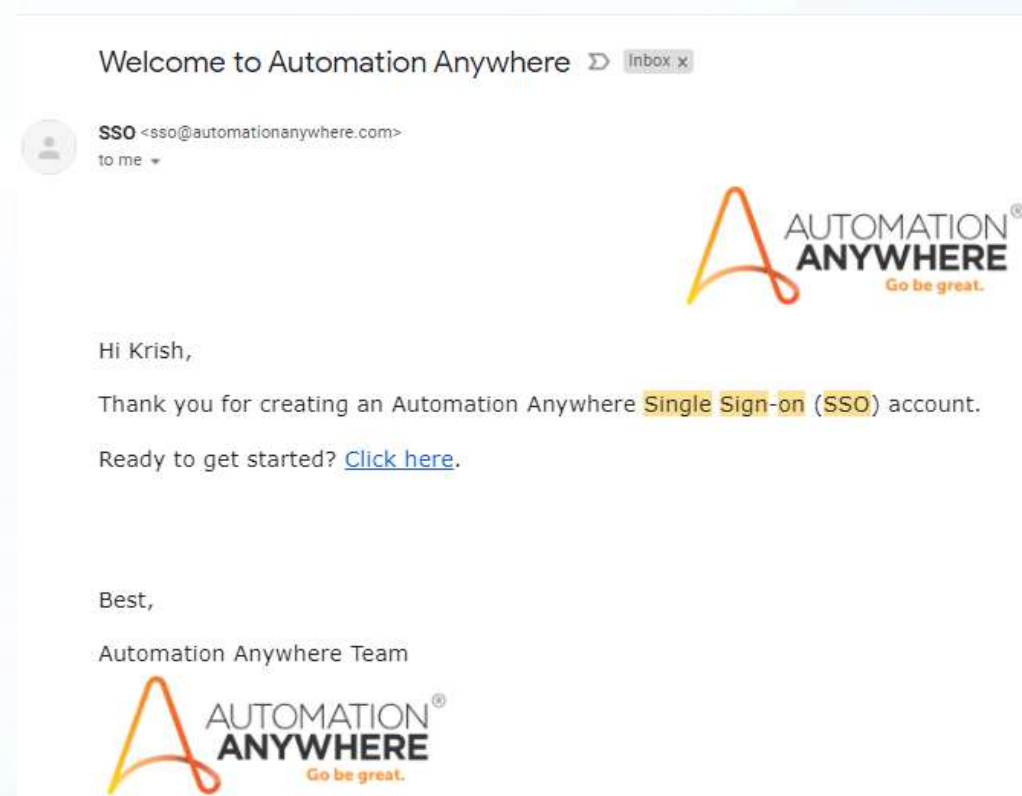 Welcome to Automation Anywhere Inbox x
SSO <sso@automationanywhere.com>
to me
AUTOMATION®
ANYWHERE
Go be great.
Hi Krish,
Thank you for creating an Automation Anywhere Single Sign-on (SSO) account.
Ready to get started? Click here.
Best,
Automation Anywhere Team
AUTOMATION®
ANYWHERE
Go be great.